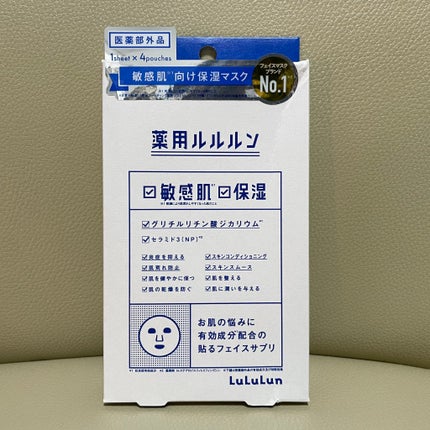 医薬部外品
1sheet × 4pouches
敏感肌 向け保湿マスク
フェイスマスク
ブランド
No.1
薬用ルルルン
敏感肌 保湿
グリチルリチン酸ジカリウム
セラミド3(NP)
炎症を抑える スキンコンディショニング
肌荒れ防止 スキンスムース
肌を健やかに保つ 肌を整える
肌の乾燥を防ぐ 肌に潤いを与える
お肌の悩みに
有効成分配合の
貼るフェイスサプリ
LuLuLun